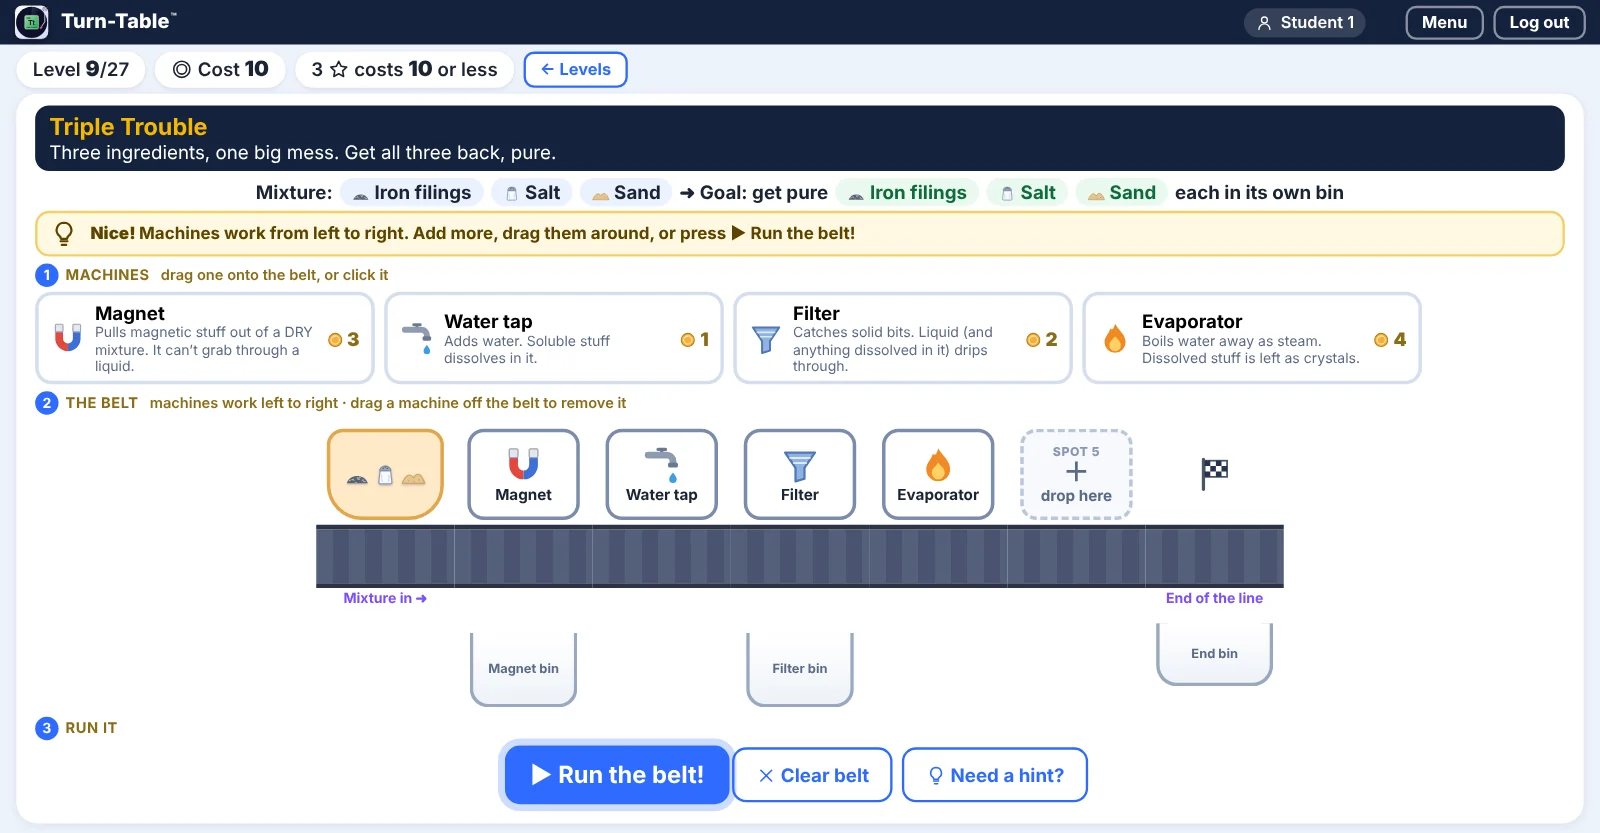 Turn-Table™
Student 1
Menu
Log out
Level 9/27
Cost 10
3 ☆ costs 10 or less
← Levels
Triple Trouble
Three ingredients, one big mess. Get all three back, pure.
Mixture: Iron filings Salt Sand ➜ Goal: get pure Iron filings Salt Sand each in its own bin
Nice! Machines work from left to right. Add more, drag them around, or press ▶ Run the belt!
1 MACHINES drag one onto the belt, or click it
Magnet
Pulls magnetic stuff out of a DRY
mixture. It can’t grab through a
liquid.
3
Water tap
Adds water. Soluble stuff
dissolves in it.
1
Filter
Catches solid bits. Liquid (and
anything dissolved in it) drips
through.
2
Evaporator
Boils water away as steam.
Dissolved stuff is left as crystals.
4
2 THE BELT machines work left to right · drag a machine off the belt to remove it
Magnet
Water tap
Filter
Evaporator
SPOT 5
+
drop here
Mixture in ➜
End of the line
Magnet bin
Filter bin
End bin
3 RUN IT
▶ Run the belt!
× Clear belt
Need a hint?